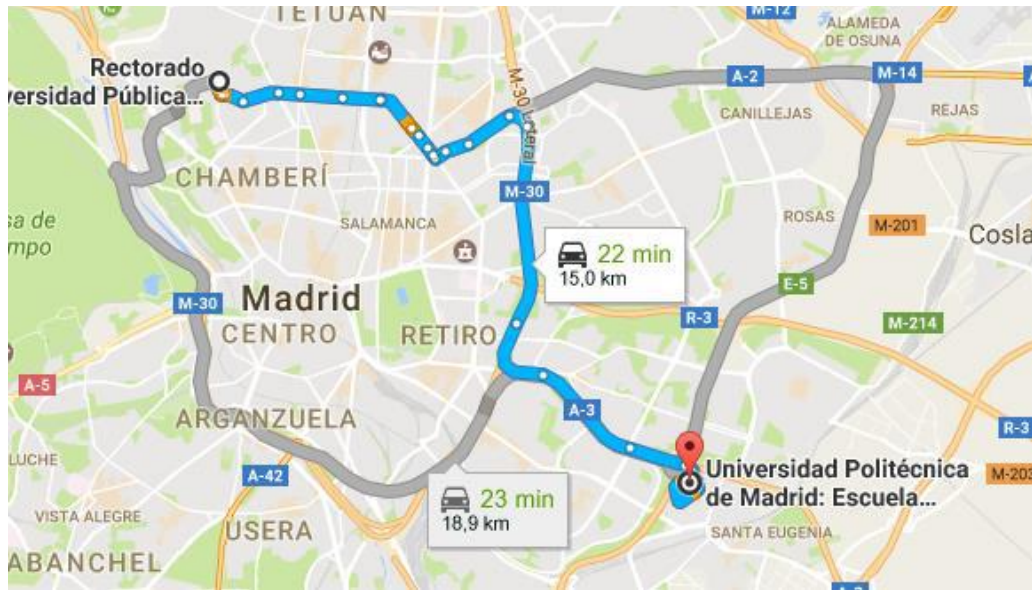 TETUÁN
M-12
ALAMEDA
DE OSUNA
Rectorado
versidad Pública...
A-2
M-14
M-30 Lateral
CANILLEJAS
REJAS
CHAMBERÍ
M-30
SALAMANCA
ROSAS
M-201
Cosla
sa de
mpo
22 min
15,0 km
E-5
M-30
Madrid
CENTRO
RETIRO
R-3
M-214
A-5
ARGANZUELA
A-3
R-3
LUCHE
A-42
Universidad Politécnica
de Madrid: Escuela...
M-203
23 min
18,9 km
VISTA ALEGRE
USERA
SANTA EUGENIA
ABANCHEL